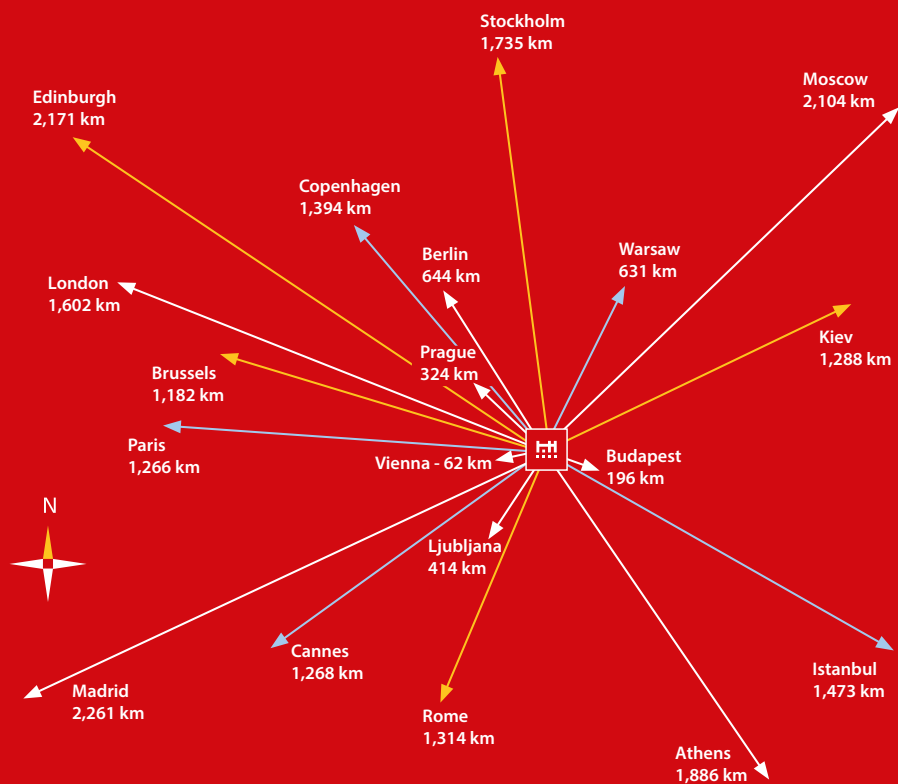 Stockholm
1,735 km
Moscow
2,104 km
Edinburgh
2,171 km
Copenhagen
1,394 km
Berlin
644 km
Warsaw
631 km
London
1,602 km
Kiev
1,288 km
Prague
324 km
Brussels
1,182 km
Paris
1,266 km
Vienna - 62 km
Budapest
196 km
N
Ljubljana
414 km
Cannes
1,268 km
Istanbul
1,473 km
Madrid
2,261 km
Rome
1,314 km
Athens
1,886 km